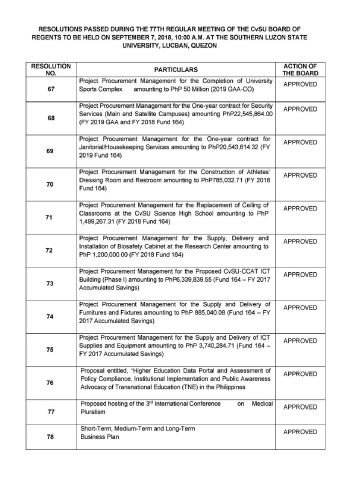 RESOLUTIONS PASSED DURING THE 77TH REGULAR MEETING OF THE CvSU BOARD OF
REGENTS TO BE HELD ON SEPTEMBER 7, 2018, 10:00 A.M. AT THE SOUTHERN LUZON STATE
UNIVERSITY, LUCBAN, QUEZON
RESOLUTION NO. PARTICULARS ACTION OF THE BOARD
67 Project Procurement Management for the Completion of University APPROVED
Sports Complex amounting to PhP 50 Million (2019 GAA-CO)
68 Project Procurement Management for the One-year contract for Security APPROVED
Services (Main and Satellite Campuses) amounting PhP22,545,864.00
(FY 2019 GAA and FY 2018 Fund 164)
69 Project Procurement Management for the One-year contract for APPROVED
Janitorial/Housekeeping Services amounting to PhP20,543,614.32 (FY
2019 Fund 164)
70 Project Procurement Management for the Construction of Athletes'  APPROVED
Dressing Room and Restroom amounting to PhP785,032.71 (FY 2018
Fund 164)
71 Project Procurement Management for the Replacement of Ceiling of APPROVED
Classrooms at the CvSU Science High School amounting to PhP
1,489,267.31 (FY 2018 Fund 164)
72 Project Procurement Management for the Supply, Delivery and APPROVED
Installation of Biosafety Cabinet at the Research Center amounting to
PhP 1,200,000.00 (FY 2018 Fund 164)
73 Project Procurement Management for the Proposed CvSU-CCAT ICT APPROVED
Building (Phase I) amounting to PhP6,339,839.55 (Fund 164 – FY 2017
Accumulated Savings)
74 Project Procurement Management for the Supply and Delivery of APPROVED
Furnitures and Fixtures amounting to PhP 885,040.08 (Fund 164 – FY
2017 Accumulated Savings)
75 Project Procurement Management for the Supply and Delivery of ICT APPROVED
Supplies and Equipment amounting to PhP 3,740,284.71 (Fund 164 –
FY 2017 Accumulated Savings)
76 Proposal entitled, "Higher Education Data Portal and Assessment of APPROVED
Policy Compliance, Institutional Implementation and Public Awareness
Advocacy of Transnational Education (TNE) in the Philippines
77 Proposed hosting of the 3rd International Conference on Medical APPROVED
Pluralism
78 Short-Term, Medium-Term and Long-Term APPROVED
Business Plan